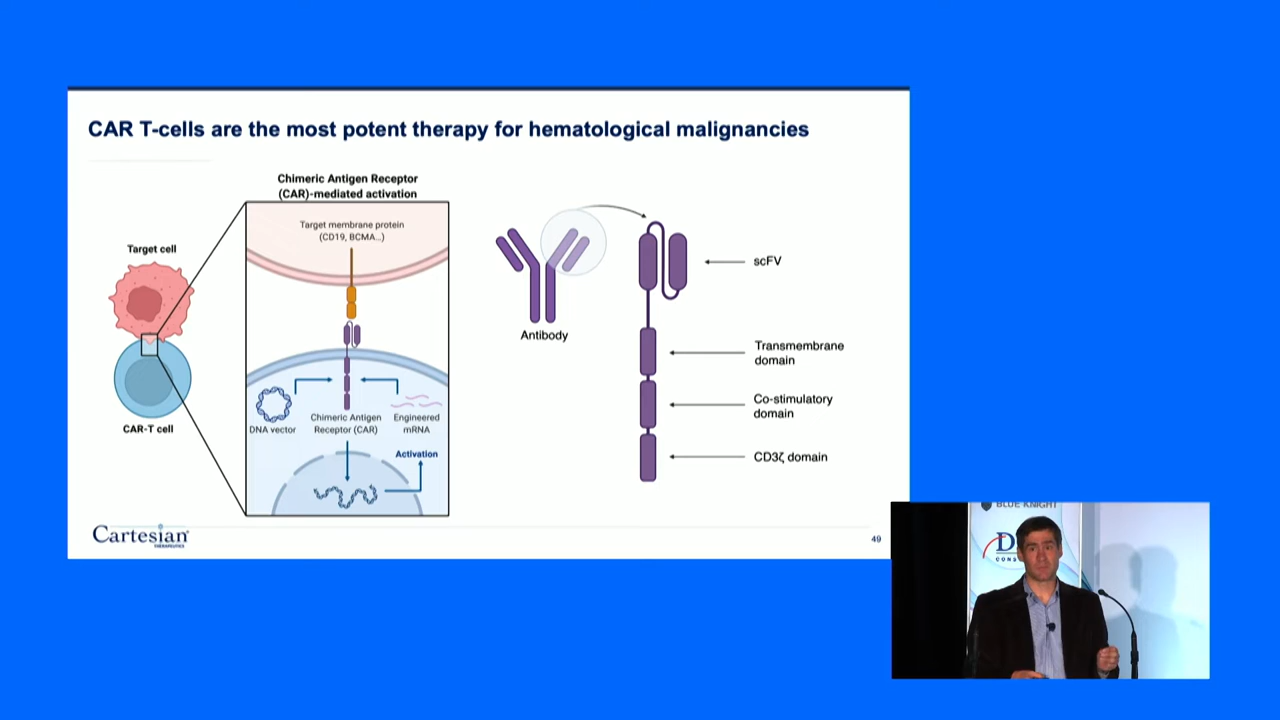 CAR T-cells are the most potent therapy for hematological malignancies
Chimeric Antigen Receptor
(CAR)-mediated activation
Target membrane protein
(CD19, BCMA...)
Target cell
CAR-T cell
DNA vector
Chimeric Antigen
Receptor (CAR)
Engineered
mRNA
Activation
Antibody
scFV
Transmembrane
domain
Co-stimulatory
domain
CD3ζ domain
Cartesian
THERAPEUTICS
49
BLUE KNIGHT
D
CONS